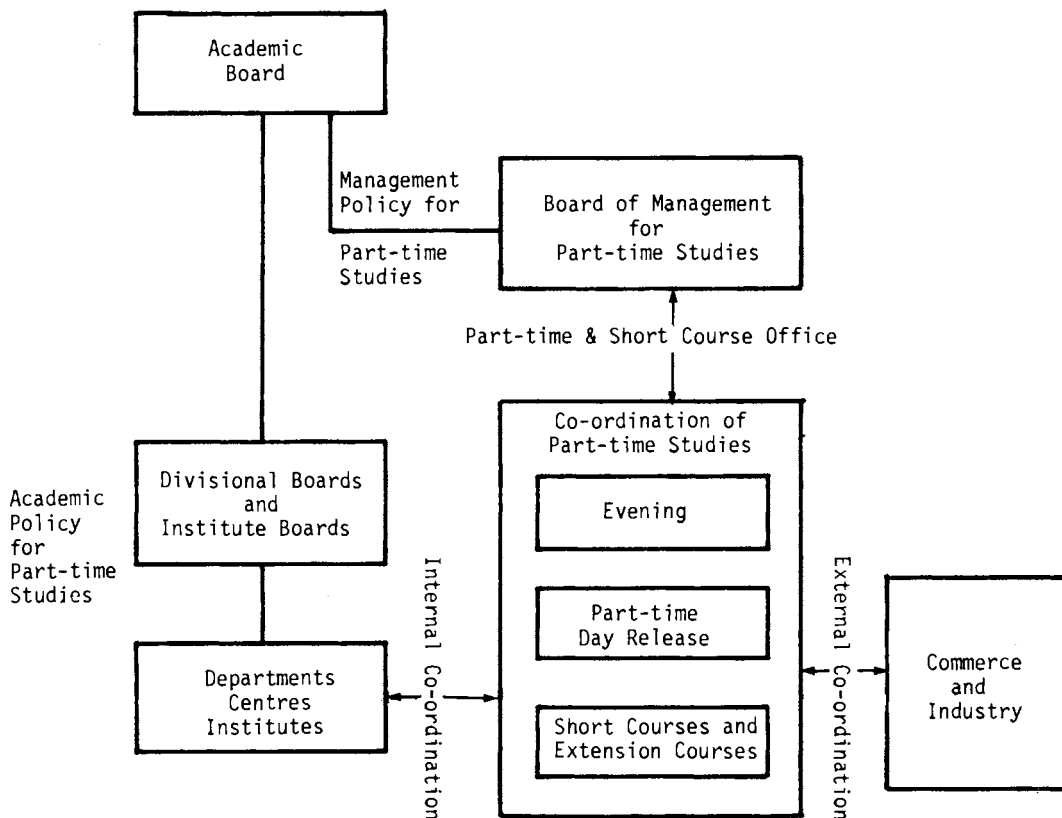 Academic
Board
Management
Policy for
Part-time
Studies
Board of Management
for
Part-time Studies
Part-time & Short Course Office
Co-ordination of
Part-time Studies
Evening
Part-time
Day Release
Short Courses and
Extension Courses
Divisional Boards
and
Institute Boards
Academic
Policy
for
Part-time
Studies
Departments
Centres
Institutes
Internal Co-ordination
External Co-ordination
Commerce
and
Industry